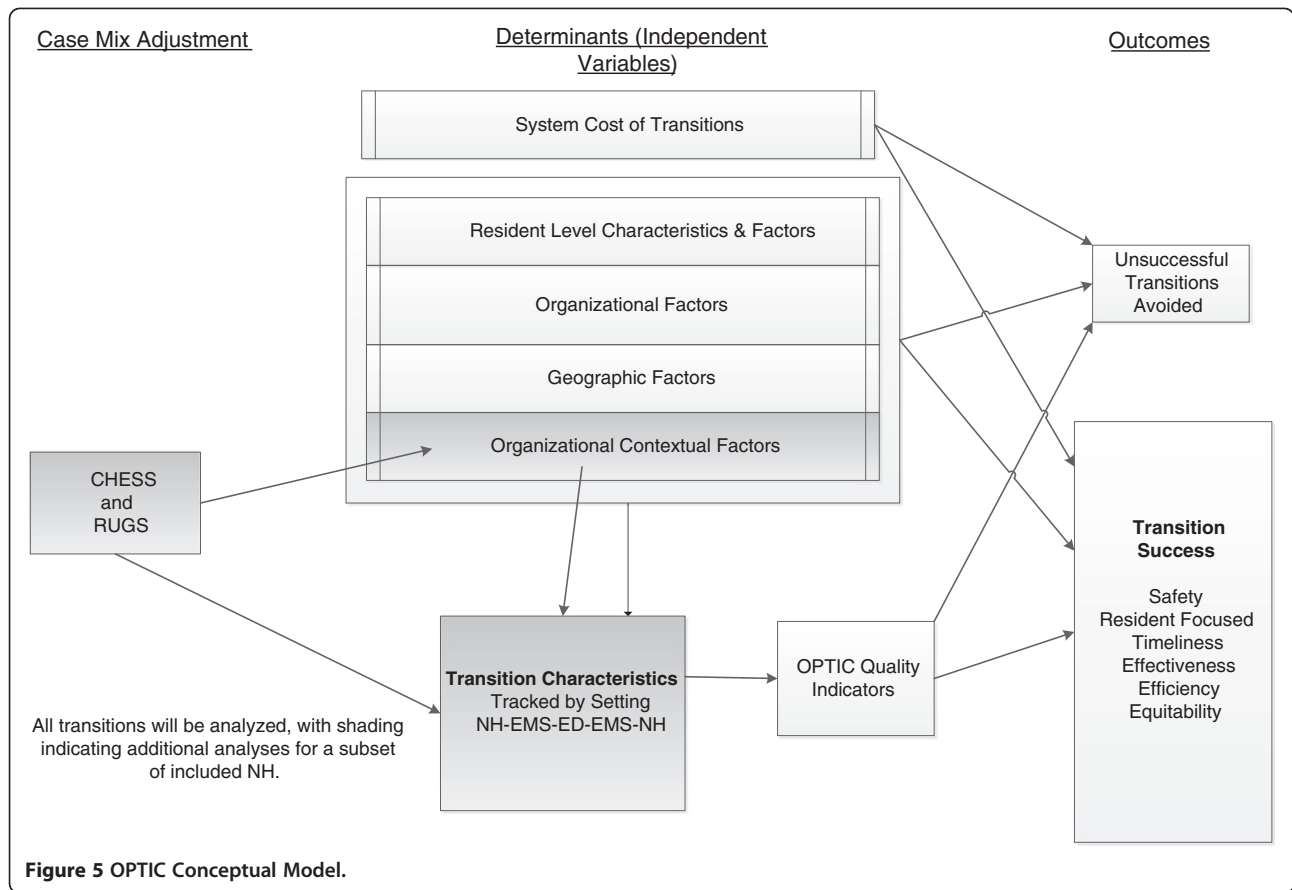 Case Mix Adjustment
Determinants (Independent
Variables)
Outcomes
System Cost of Transitions
Resident Level Characteristics & Factors
Organizational Factors
Geographic Factors
Organizational Contextual Factors
Unsuccessful
Transitions
Avoided
CHESS
and
RUGS
Transition Characteristics
Tracked by Setting
NH-EMS-ED-EMS-NH
OPTIC Quality
Indicators
Transition
Success
Safety
Resident Focused
Timeliness
Effectiveness
Efficiency
Equitability
All transitions will be analyzed, with shading
indicating additional analyses for a subset
of included NH.
Figure 5 OPTIC Conceptual Model.